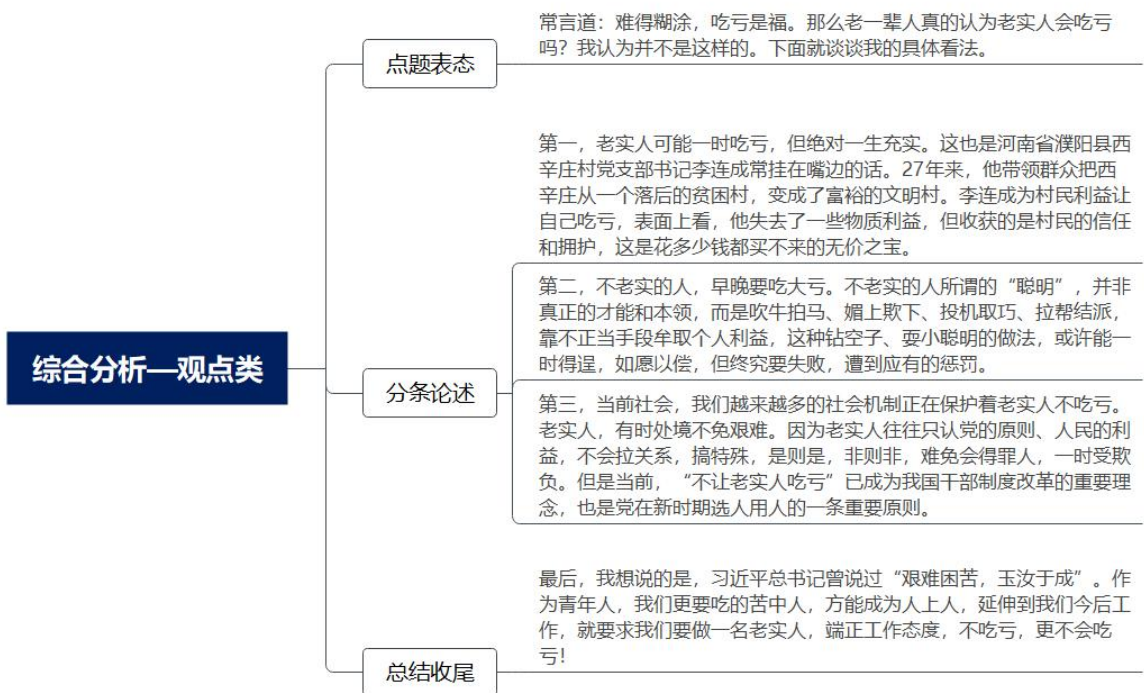 综合分析—观点类
点题表态
常言道：难得糊涂，吃亏是福。那么老一辈人真的认为老实人会吃亏
吗？我认为并不是这样的。下面就谈谈我的具体看法。
分条论述
第一，老实人可能一时吃亏，但绝对一生充实。这也是河南省濮阳县西
辛庄村党支部书记李连成常挂在嘴边的话。27年来，他带领群众把西
辛庄从一个落后的贫困村，变成了富裕的文明村。李连成为村民利益让
自己吃亏，表面上看，他失去了一些物质利益，但收获的是村民的信任
和拥护，这是花多少钱都买不来的无价之宝。
第二，不老实的人，早晚要吃大亏。不老实的人所谓的“聪明”，并非
真正的才能和本领，而是吹牛拍马、媚上欺下、投机取巧、拉帮结派，
靠不正当手段牟取个人利益，这种钻空子、耍小聪明的做法，或许能一
时得逞，如愿以偿，但终究要失败，遭到应有的惩罚。
第三，当前社会，我们越来越多的社会机制正在保护着老实人不吃亏。
老实人，有时处境不免艰难。因为老实人往往只认党的原则、人民的利
益，不会拉关系，搞特殊，是则是，非则非，难免会得罪人，一时受欺
负。但是当前，“不让老实人吃亏”已成为我国干部制度改革的重要理
念，也是党在新时期选人用人的一条重要原则。
总结收尾
最后，我想说的是，习近平总书记曾说过“艰难困苦，玉汝于成”。作
为青年人，我们更要吃的苦中人，方能成为人上人，延伸到我们今后工
作，就要求我们要做一名老实人，端正工作态度，不吃亏，更不会吃
亏！